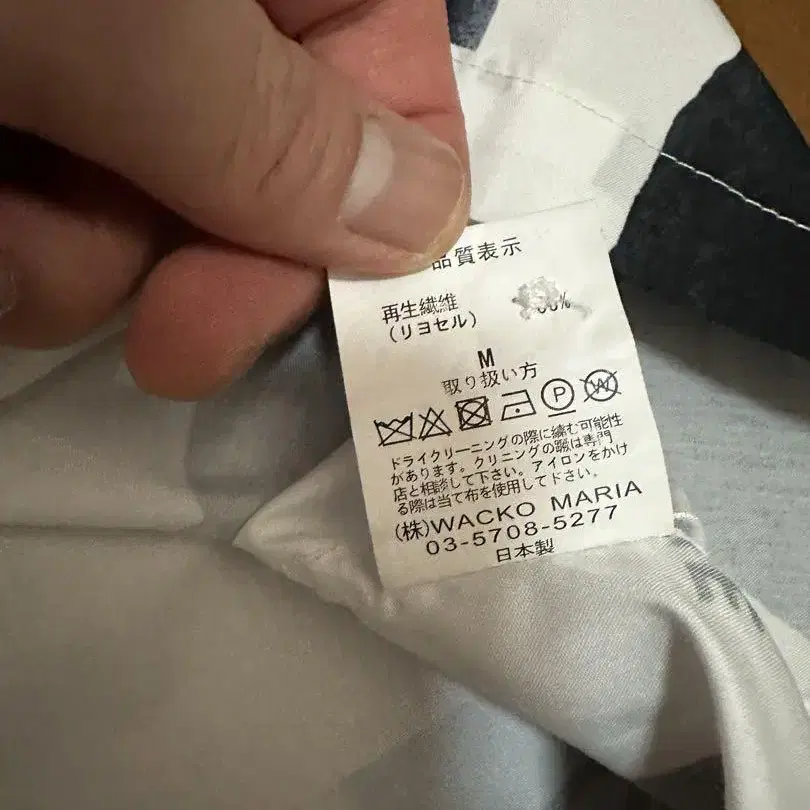 品質表示
再生繊維
(リヨセル)
M
取り扱い方
P
W
ドライクリーニングの際に縮む可能性
があります。クリニングの蹴は専門
店と相談して下さい。アイロンをかけ
る際は当て布を使用して下さい。
(株)WACKO MARIA
03-5708-5277
日本製